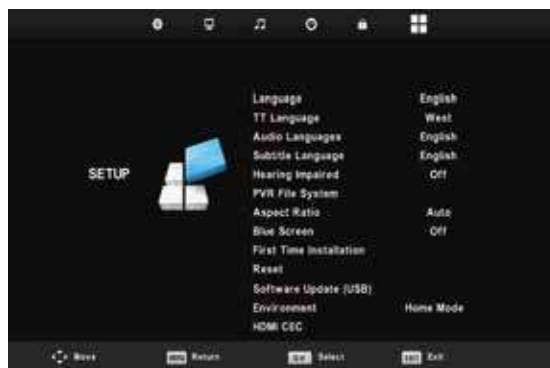 SETUP
Language English
TT Language West
Audio Languages English
Subtitle Language English
Hearing Impaired Off
PVR File System
Aspect Ratio Auto
Blue Screen Off
First Time Installation
Reset
Software Update (USB)
Environment Home Mode
HDMI CEC
Move MENU Return Select EXIT Exit